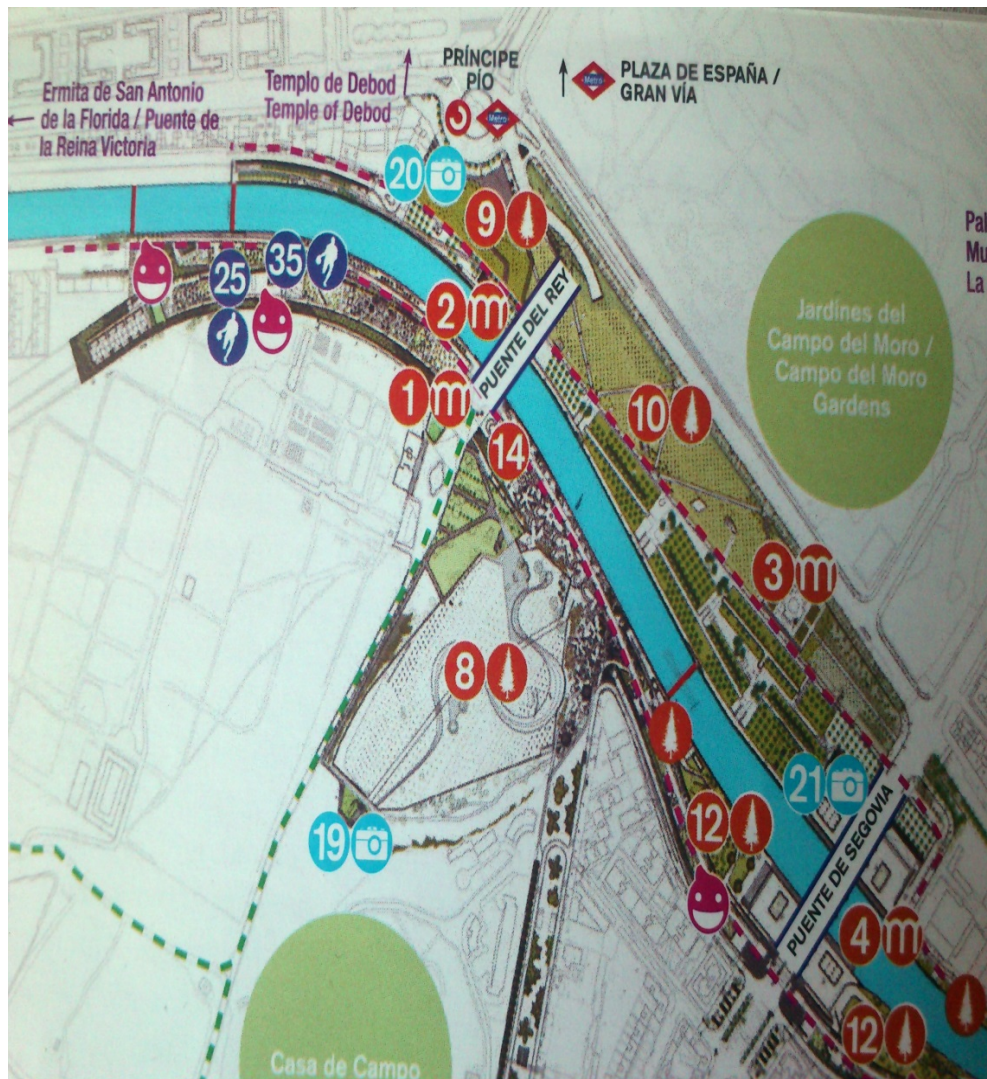 PRÍNCIPE
PÍO
Metro
Metro
PLAZA DE ESPAÑA /
GRAN VÍA
Templo de Debod
Temple of Debod
Ermita de San Antonio
de la Florida / Puente de
la Reina Victoria
20
9
25
35
2
m
PUENTE DEL REY
1
m
14
10
Jardines del
Campo del Moro /
Campo del Moro
Gardens
La
3
m
8
21
12
19
PUENTE DE SEGOVIA
4
m
12
Casa de Campo